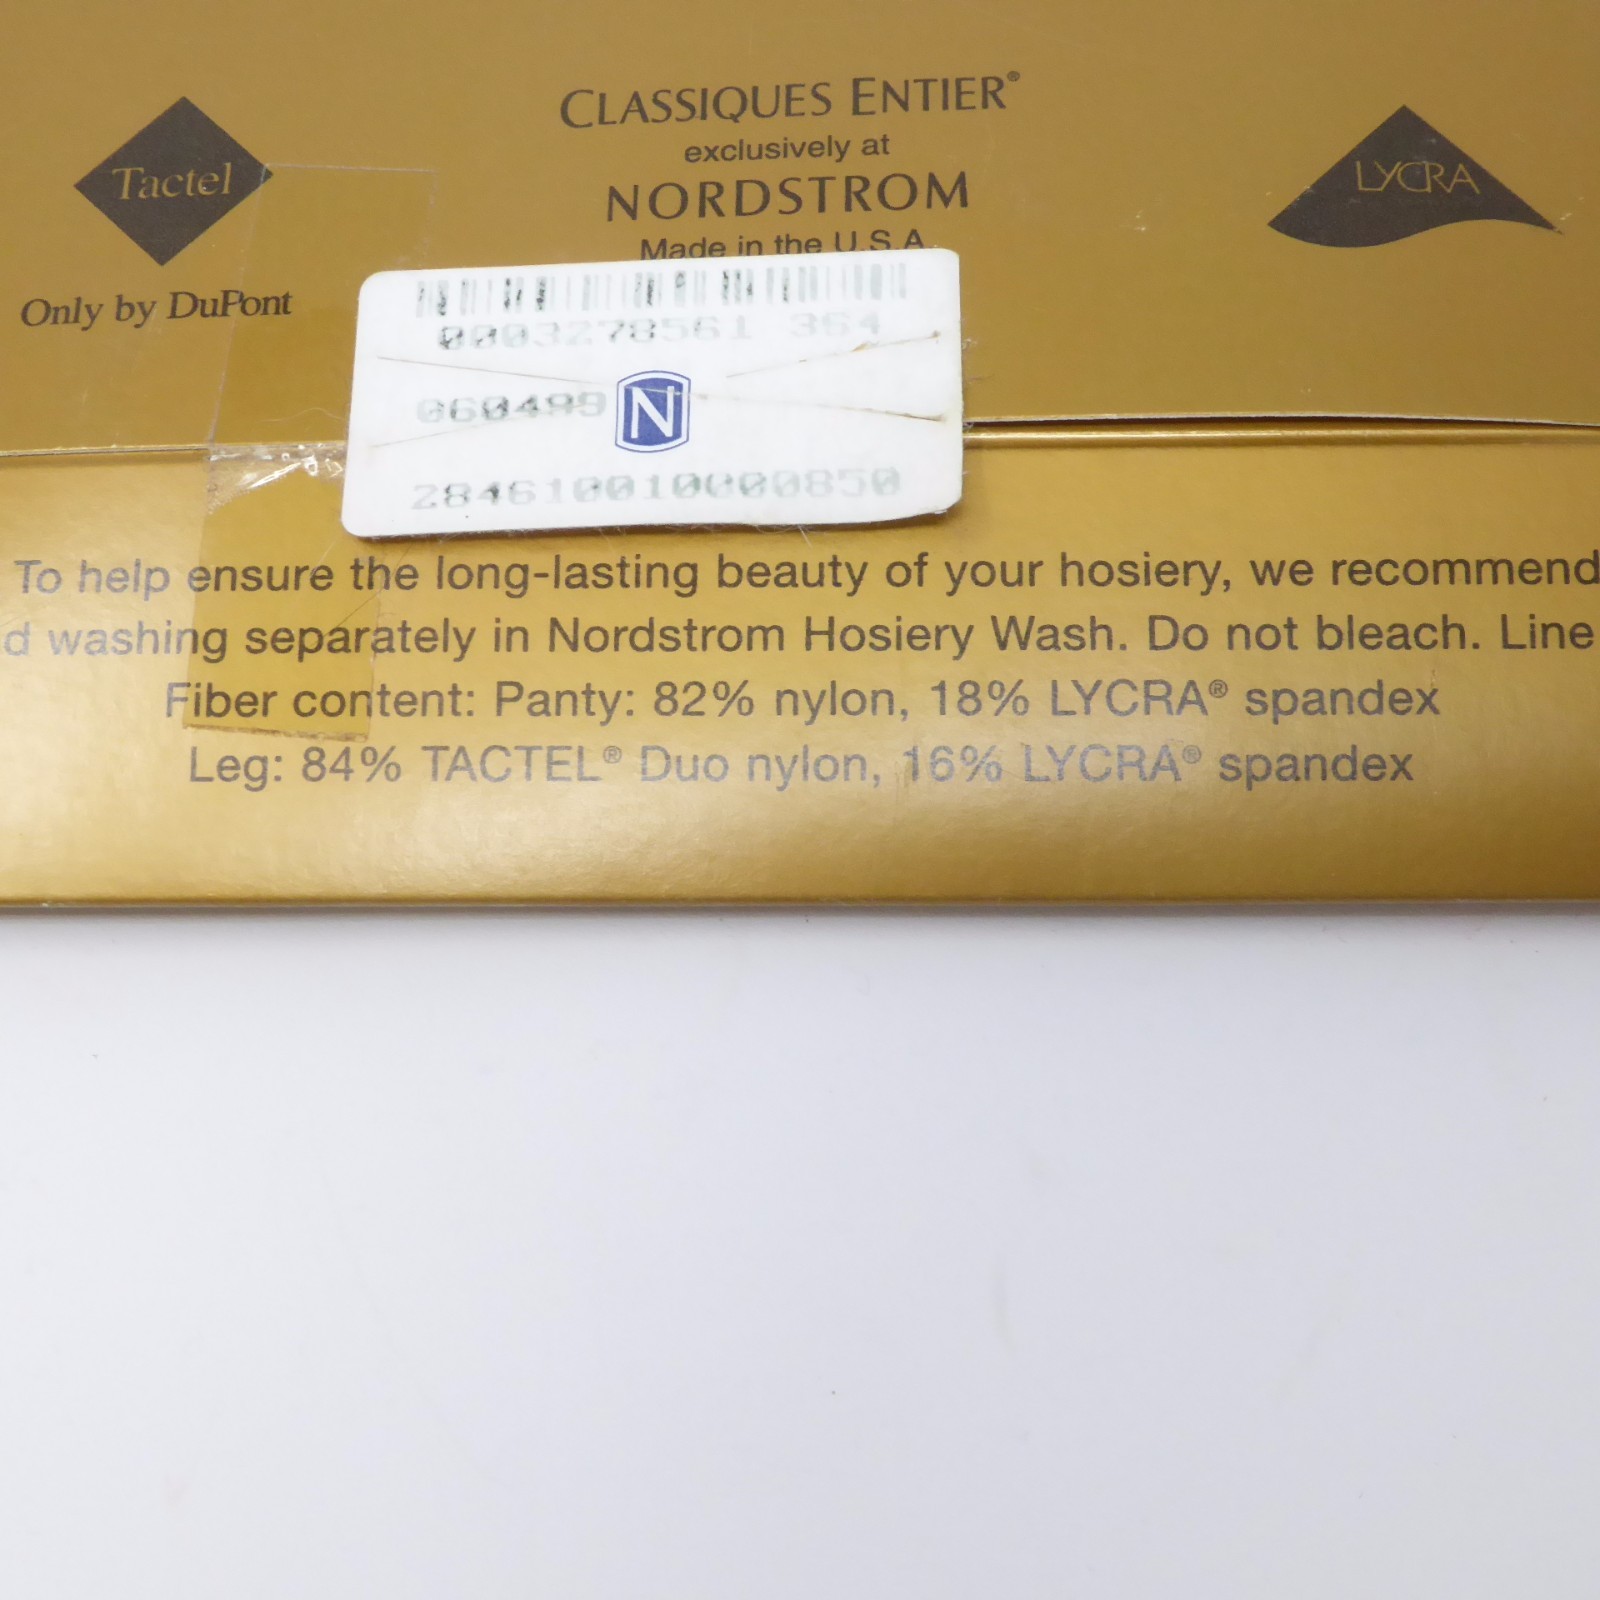 CLASSIQUES ENTIER®
exclusively at
NORDSTROM
Made in the U.S.A.
Tactel
Only by DuPont
LYCRA
0003278561 364
060499
N
284610010000850
To help ensure the long-lasting beauty of your hosiery, we recommend
d washing separately in Nordstrom Hosiery Wash. Do not bleach. Line
Fiber content: Panty: 82% nylon, 18% LYCRA® spandex
Leg: 84% TACTEL® Duo nylon, 16% LYCRA® spandex